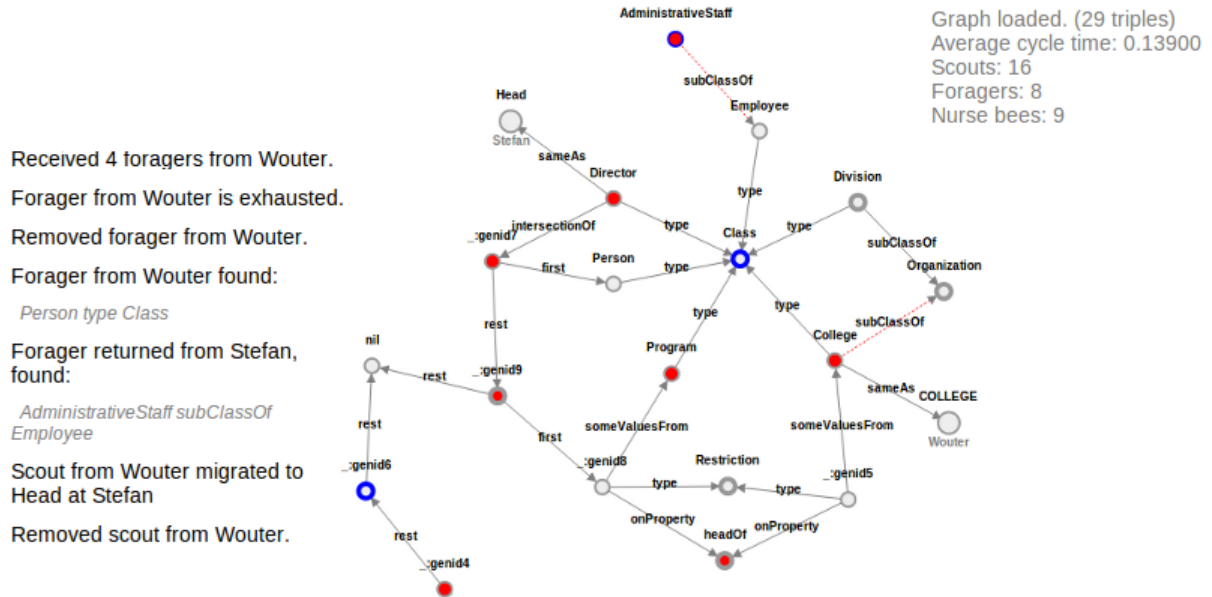 AdministrativeStaff
Graph loaded. (29 triples)
Average cycle time: 0.13900
Scouts: 16
Foragers: 8
Nurse bees: 9
subClassOf
Employee
Head
Stefan
Received 4 foragers from Wouter.
Forager from Wouter is exhausted.
Removed forager from Wouter.
Forager from Wouter found:
Person type Class
Forager returned from Stefan,
found:
AdministrativeStaff subClassOf
Employee
Scout from Wouter migrated to
Head at Stefan
Removed scout from Wouter.
sameAs
Director
type
Division
intersectionOf
type
Class
type
_:genid7
subClassOf
first
Person
type
Organization
rest
type
type
subClassOf
College
nil
Program
_:genid9
rest
sameAs
COLLEGE
Wouter
rest
first
someValuesFrom
someValuesFrom
_:genid6
_:genid8
Restriction
_:genid5
type
type
onProperty
headOf
onProperty
rest
_:genid4